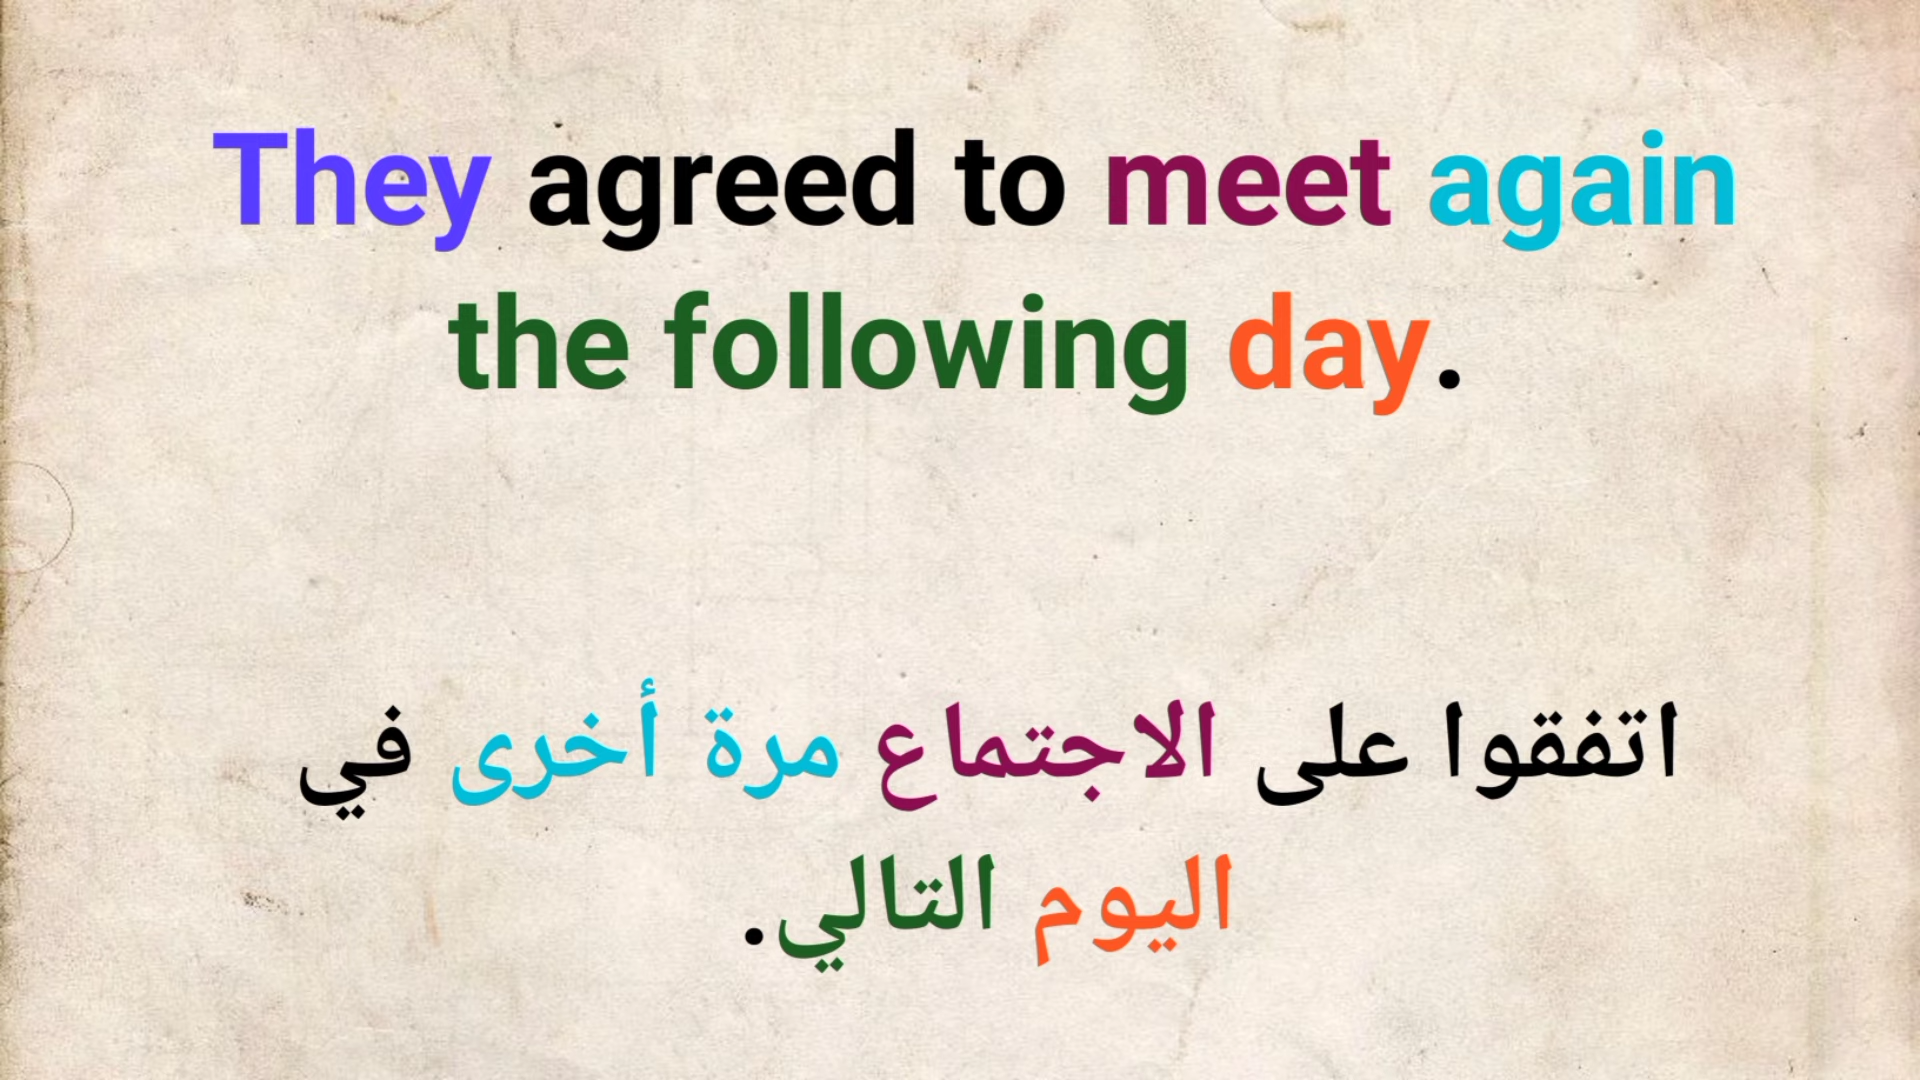 They agreed to meet again
the following day.
اتفقوا على الاجتماع مرة أخرى في
اليوم التالي.